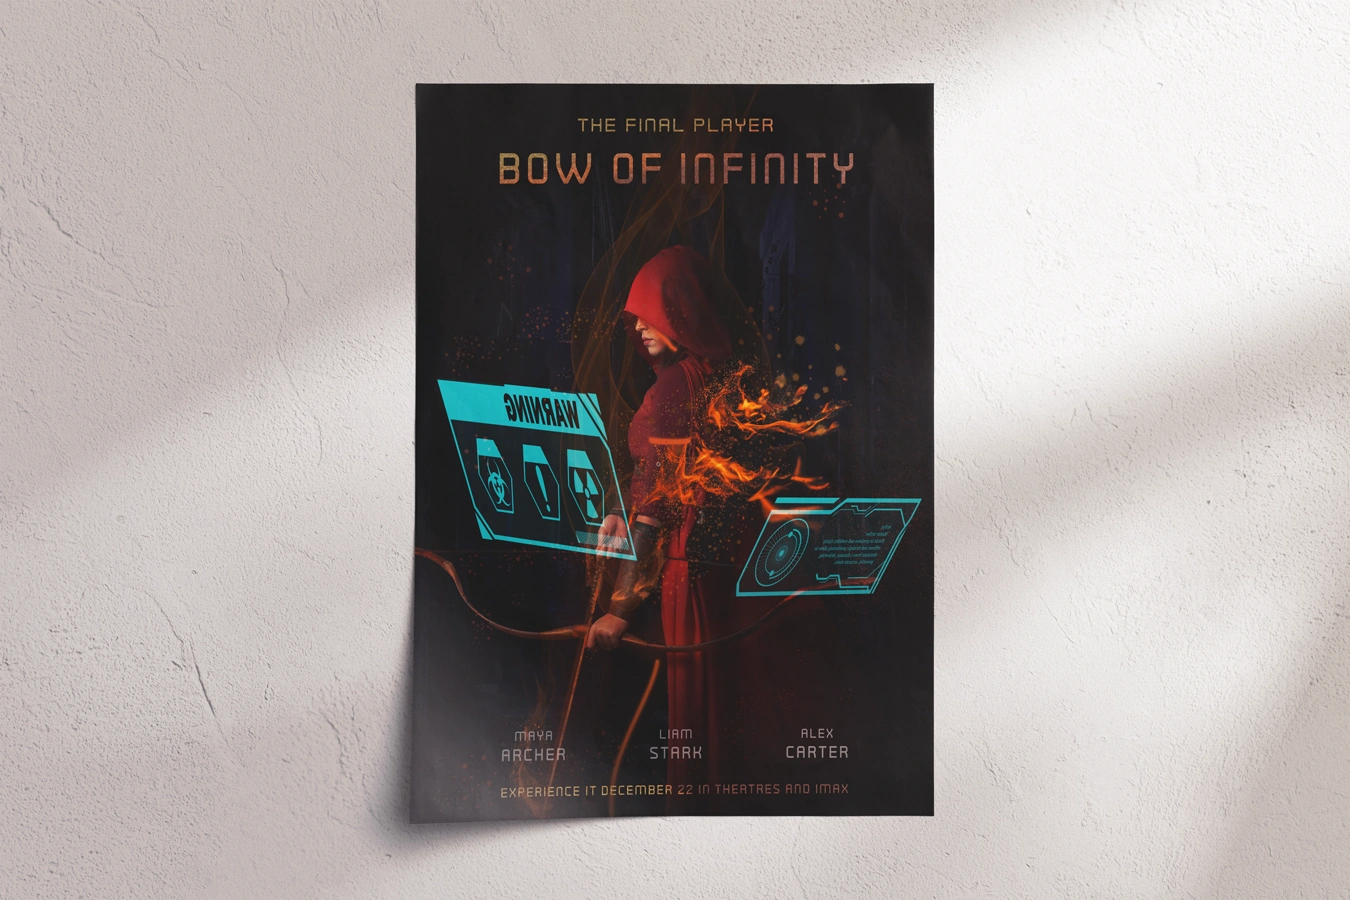 THE FINAL PLAYER
BOW OF INFINITY
WARNING
MAYA
ARCHER
LIAM
STARK
ALEX
CARTER
EXPERIENCE IT DECEMBER 22 IN THEATRES AND IMAX